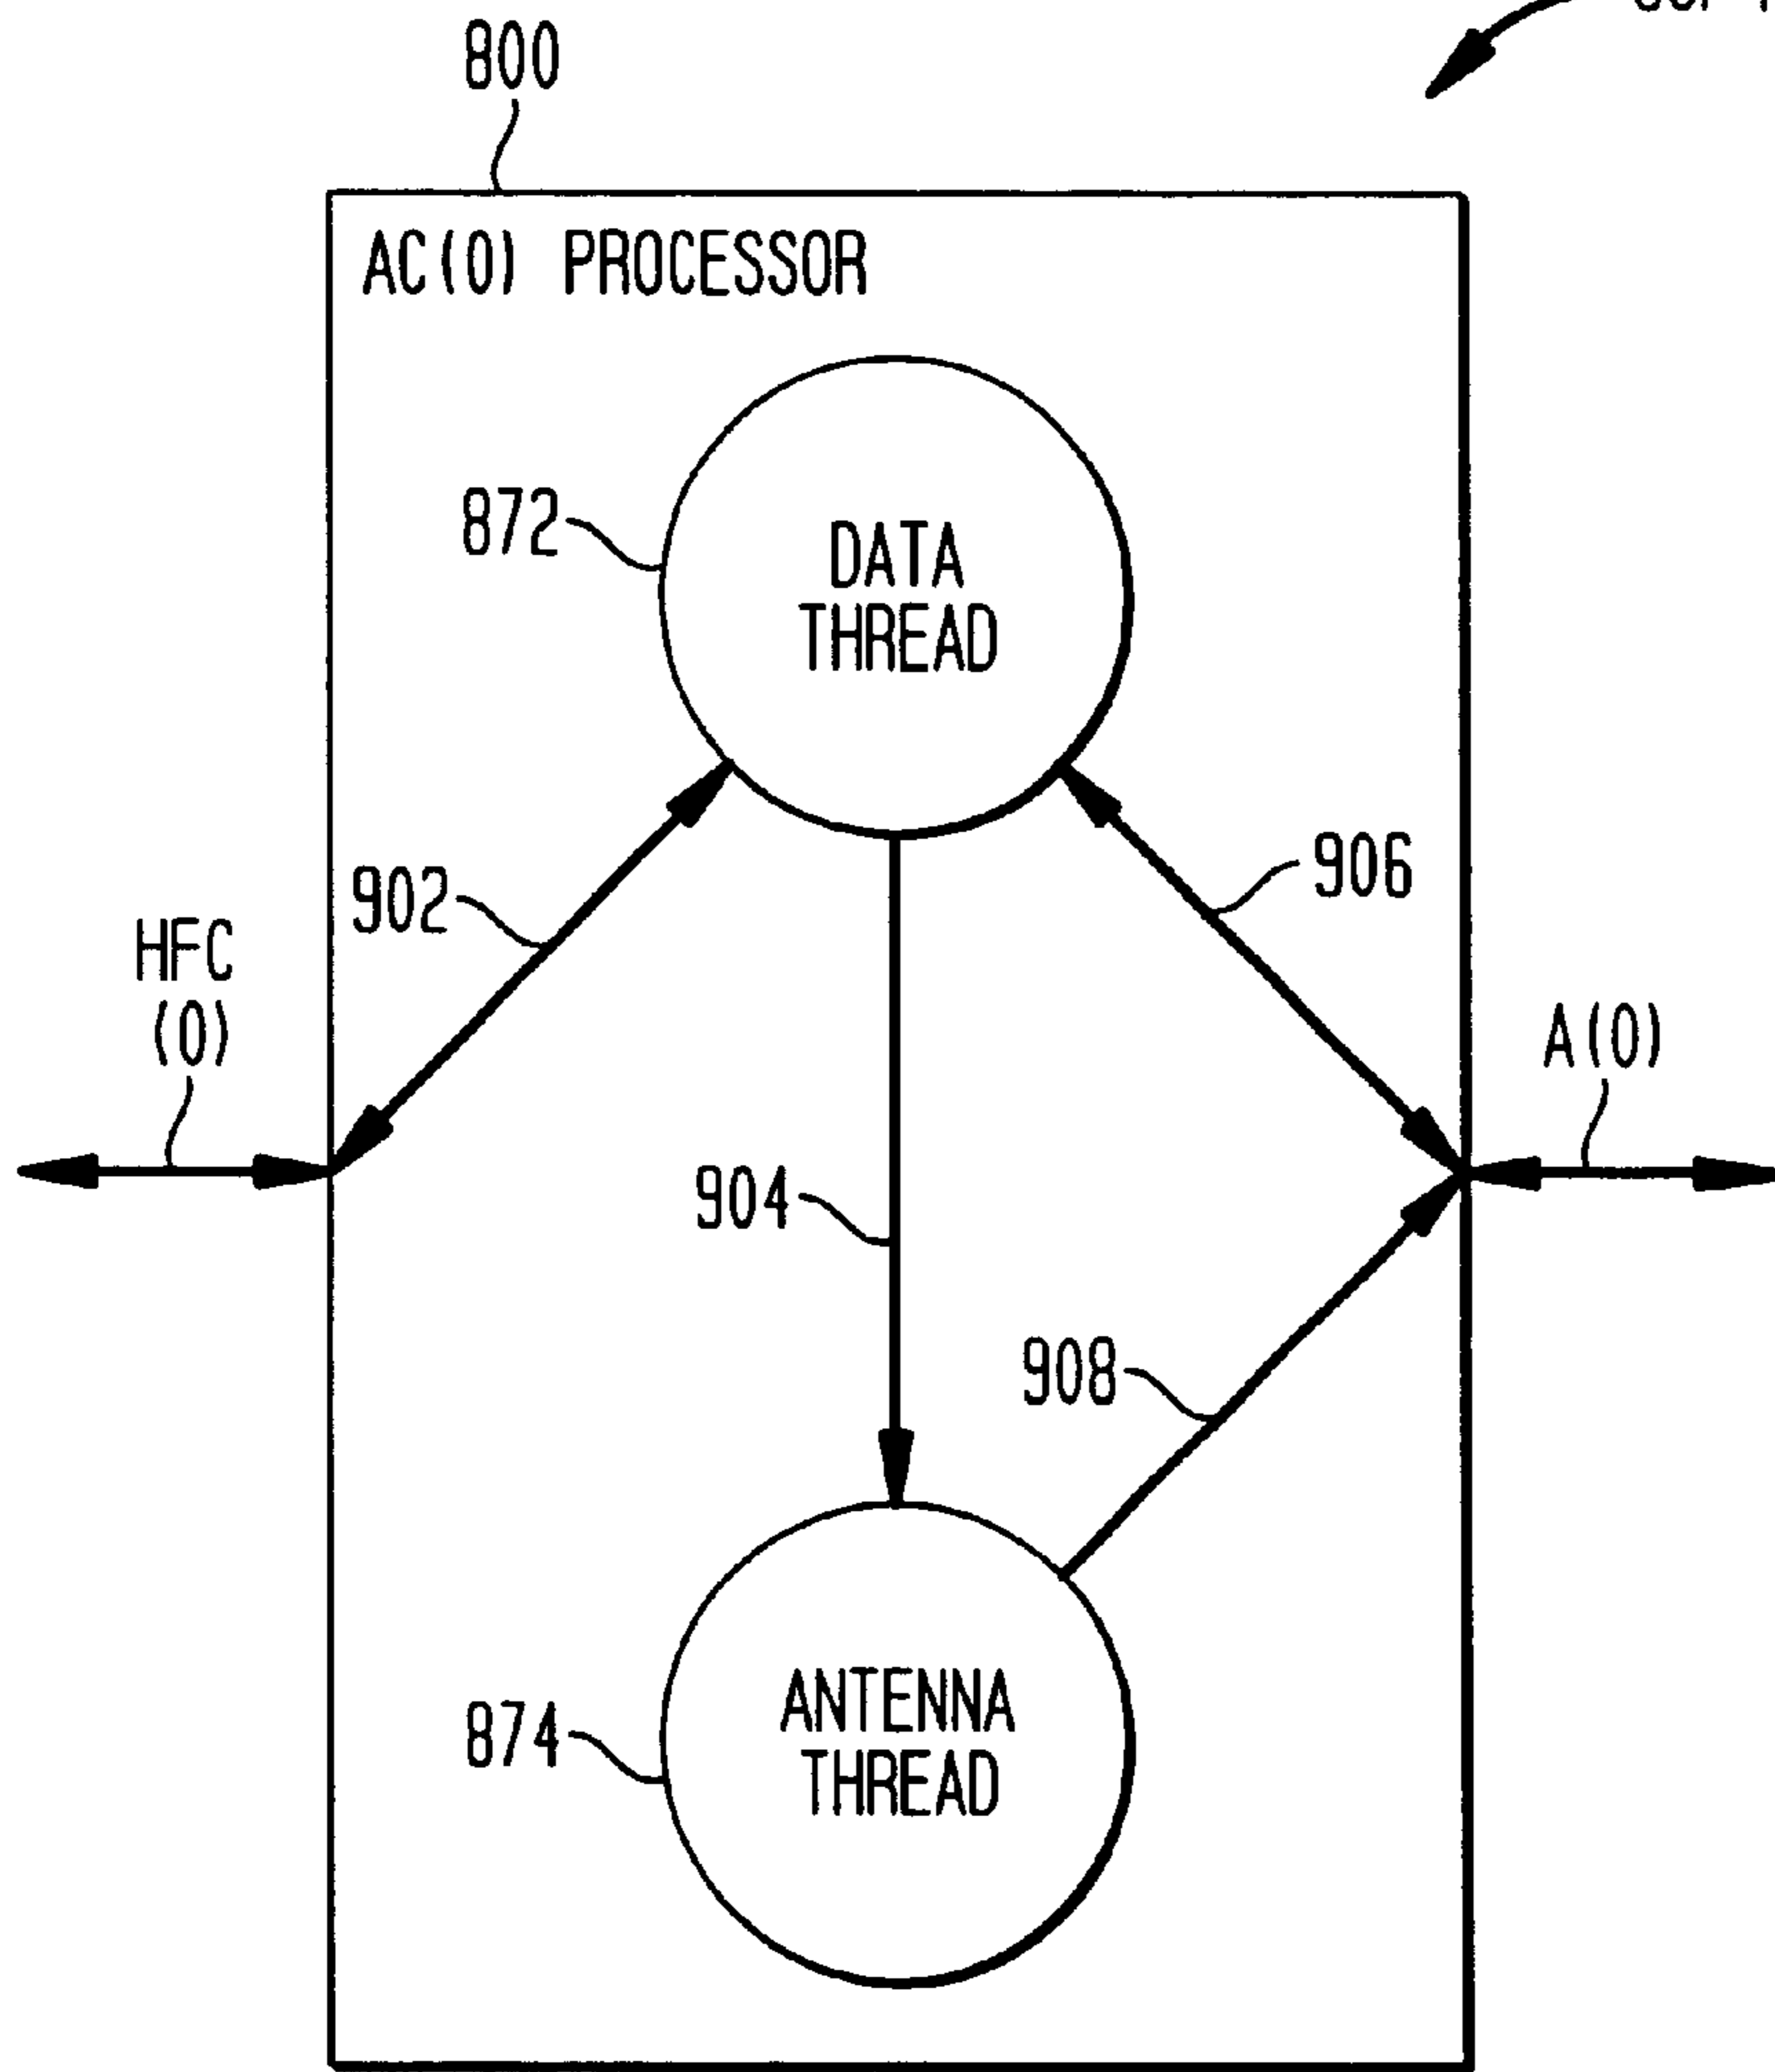 800
AC(0) PROCESSOR
872
DATA
THREAD
902
906
HFC
(0)
A(0)
904
908
874
ANTENNA
THREAD